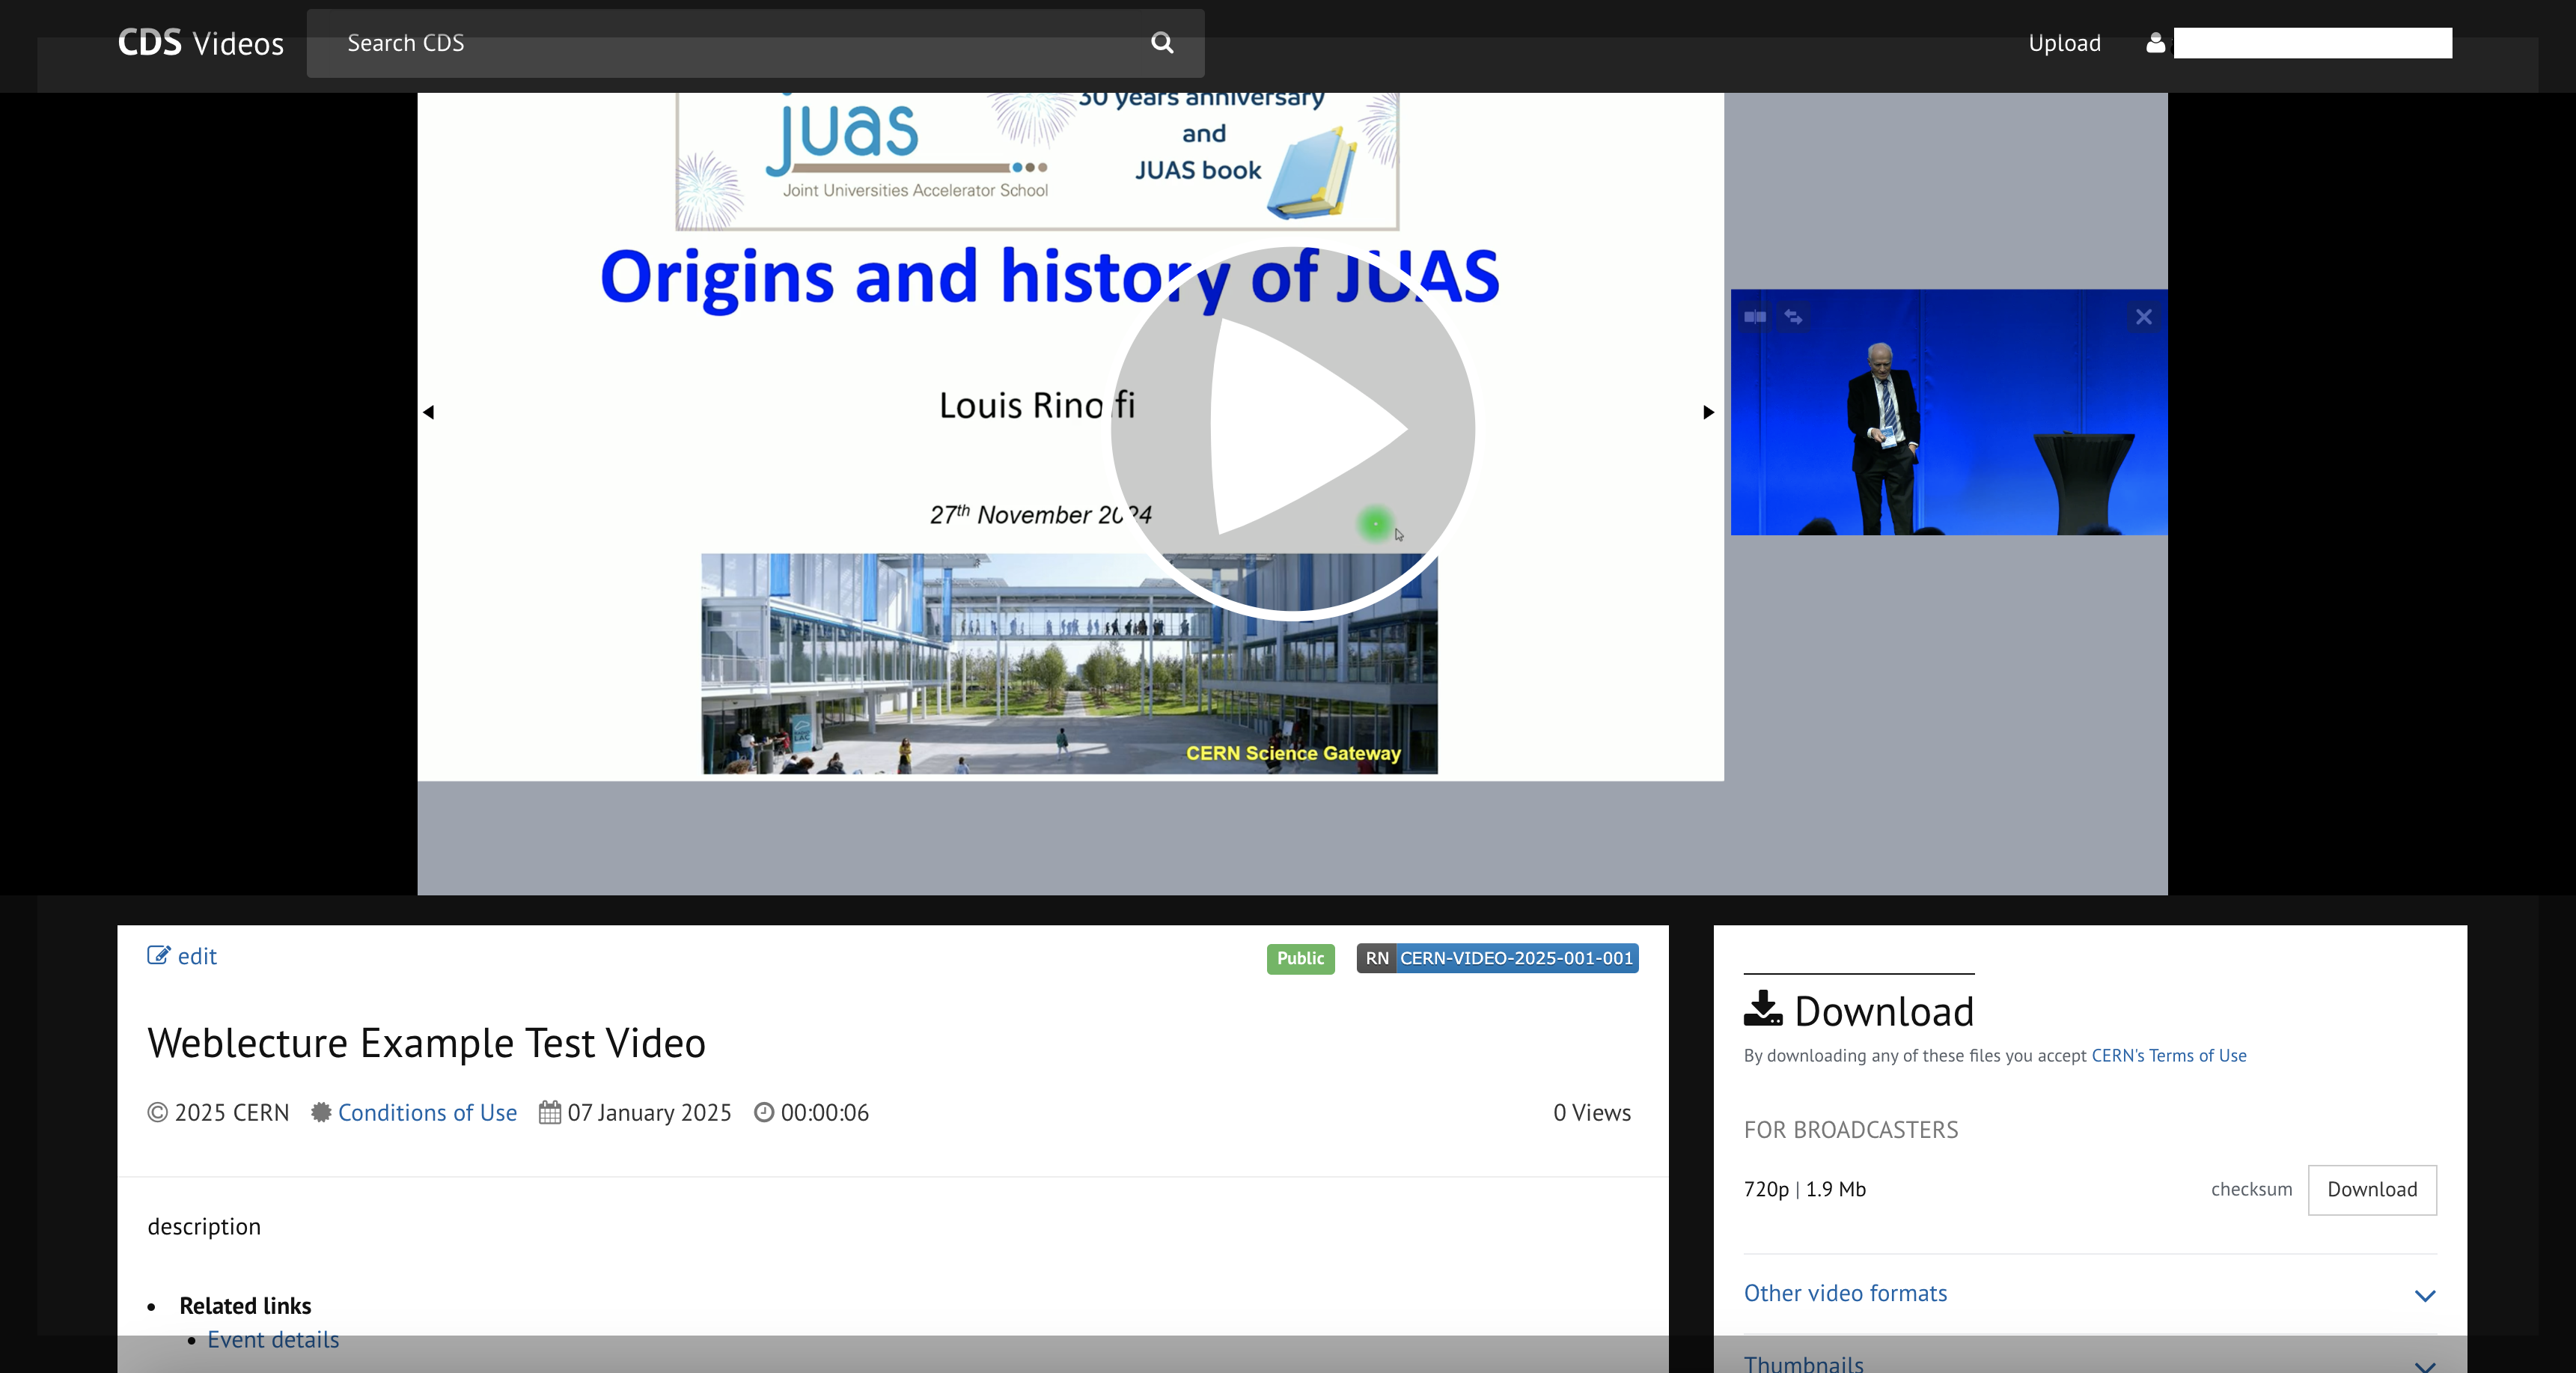 CDS Videos
Search CDS
Upload
juas
Joint Universities Accelerator School
30 years anniversary
and
JUAS book
Origins and history of JUAS
Louis Rino fi
27th November 2024
CERN Science Gateway
edit
Public
RN CERN-VIDEO-2025-001-001
Weblecture Example Test Video
© 2025 CERN Conditions of Use 07 January 2025 00:00:06
0 Views
description
• Related links
• Event details
Download
By downloading any of these files you accept CERN's Terms of Use
FOR BROADCASTERS
720p | 1.9 Mb checksum Download
Other video formats
Thumbnails